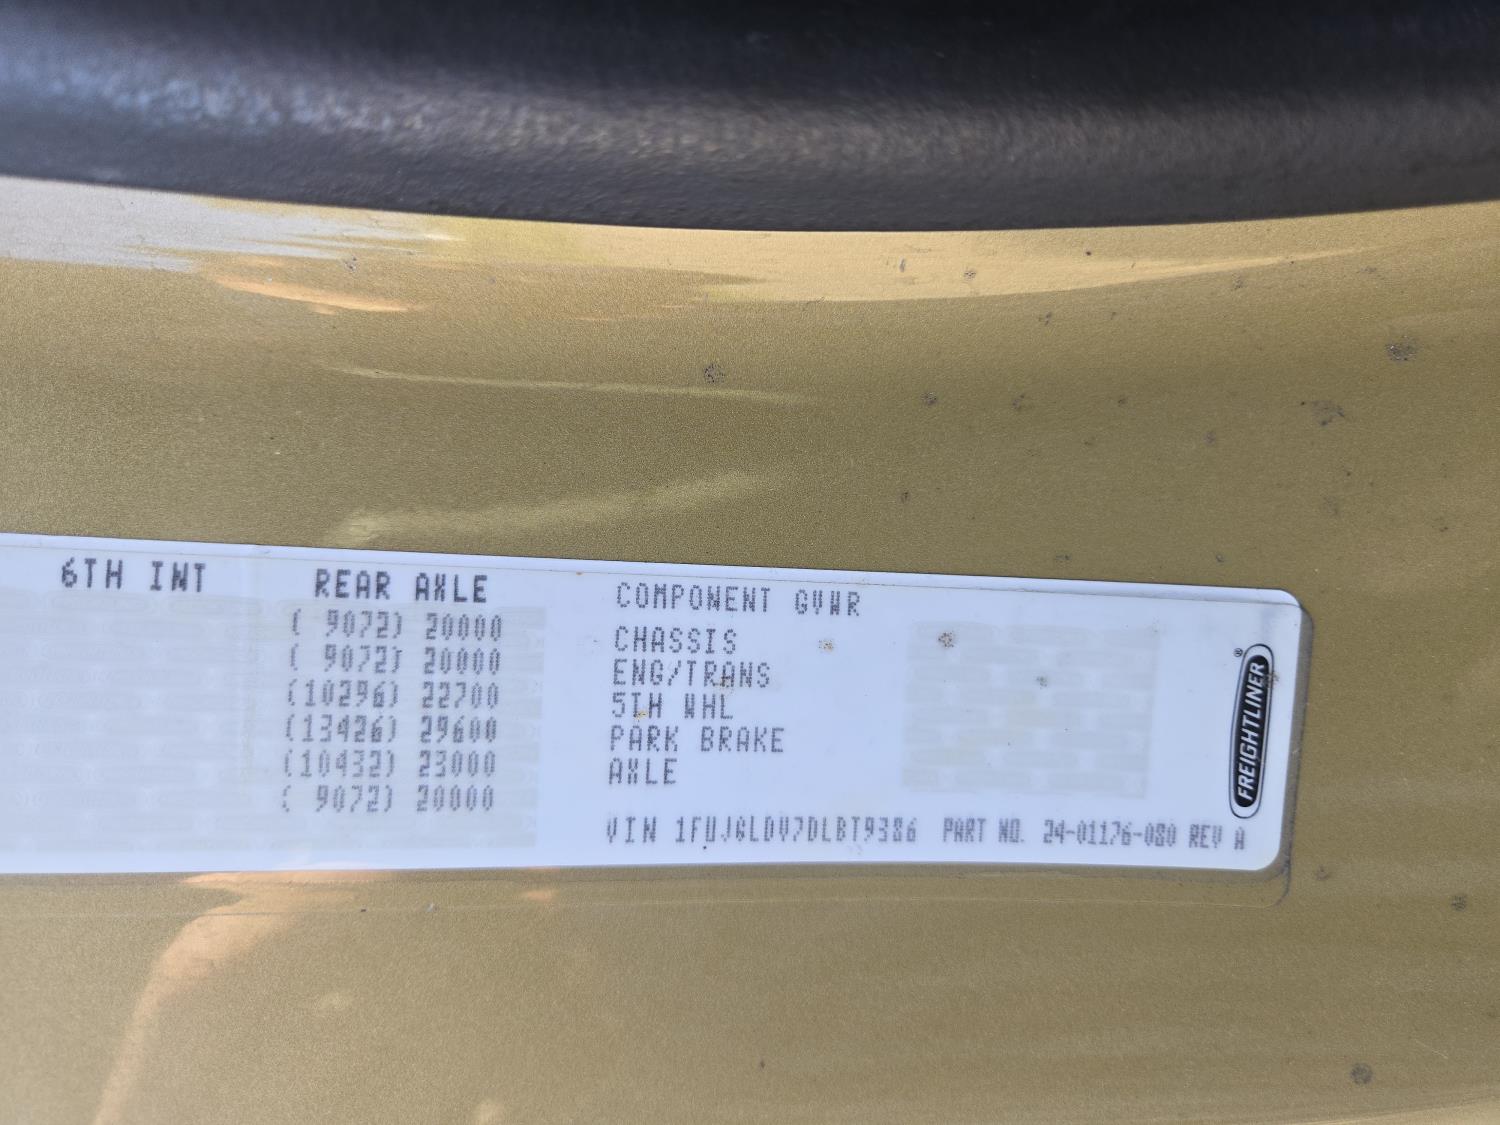 6TH INT
REAR AXLE
( 9072) 20000
( 9072) 20000
(10296) 22700
(13426) 29600
(10432) 23000
( 9072) 20000
COMPONENT GVWR
CHASSIS
ENG/TRANS
5TH WHL
PARK BRAKE
AXLE
VIN 1FUJGLDV7DLBT9386 PART NO. 24-01176-080 REV A
FREIGHTLINER®